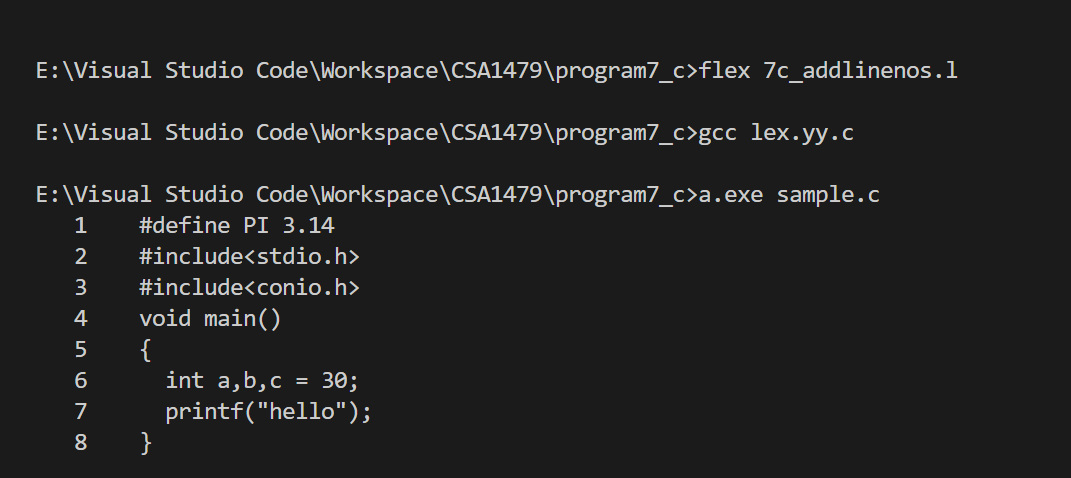 E:\Visual Studio Code\Workspace\CSA1479\program7_c>flex 7c_addlinenos.l
E:\Visual Studio Code\Workspace\CSA1479\program7_c>gcc lex.yy.c
E:\Visual Studio Code\Workspace\CSA1479\program7_c>a.exe sample.c
   1    #define PI 3.14
   2    #include<stdio.h>
   3    #include<conio.h>
   4    void main()
   5    {
   6      int a,b,c = 30;
   7      printf("hello");
   8    }